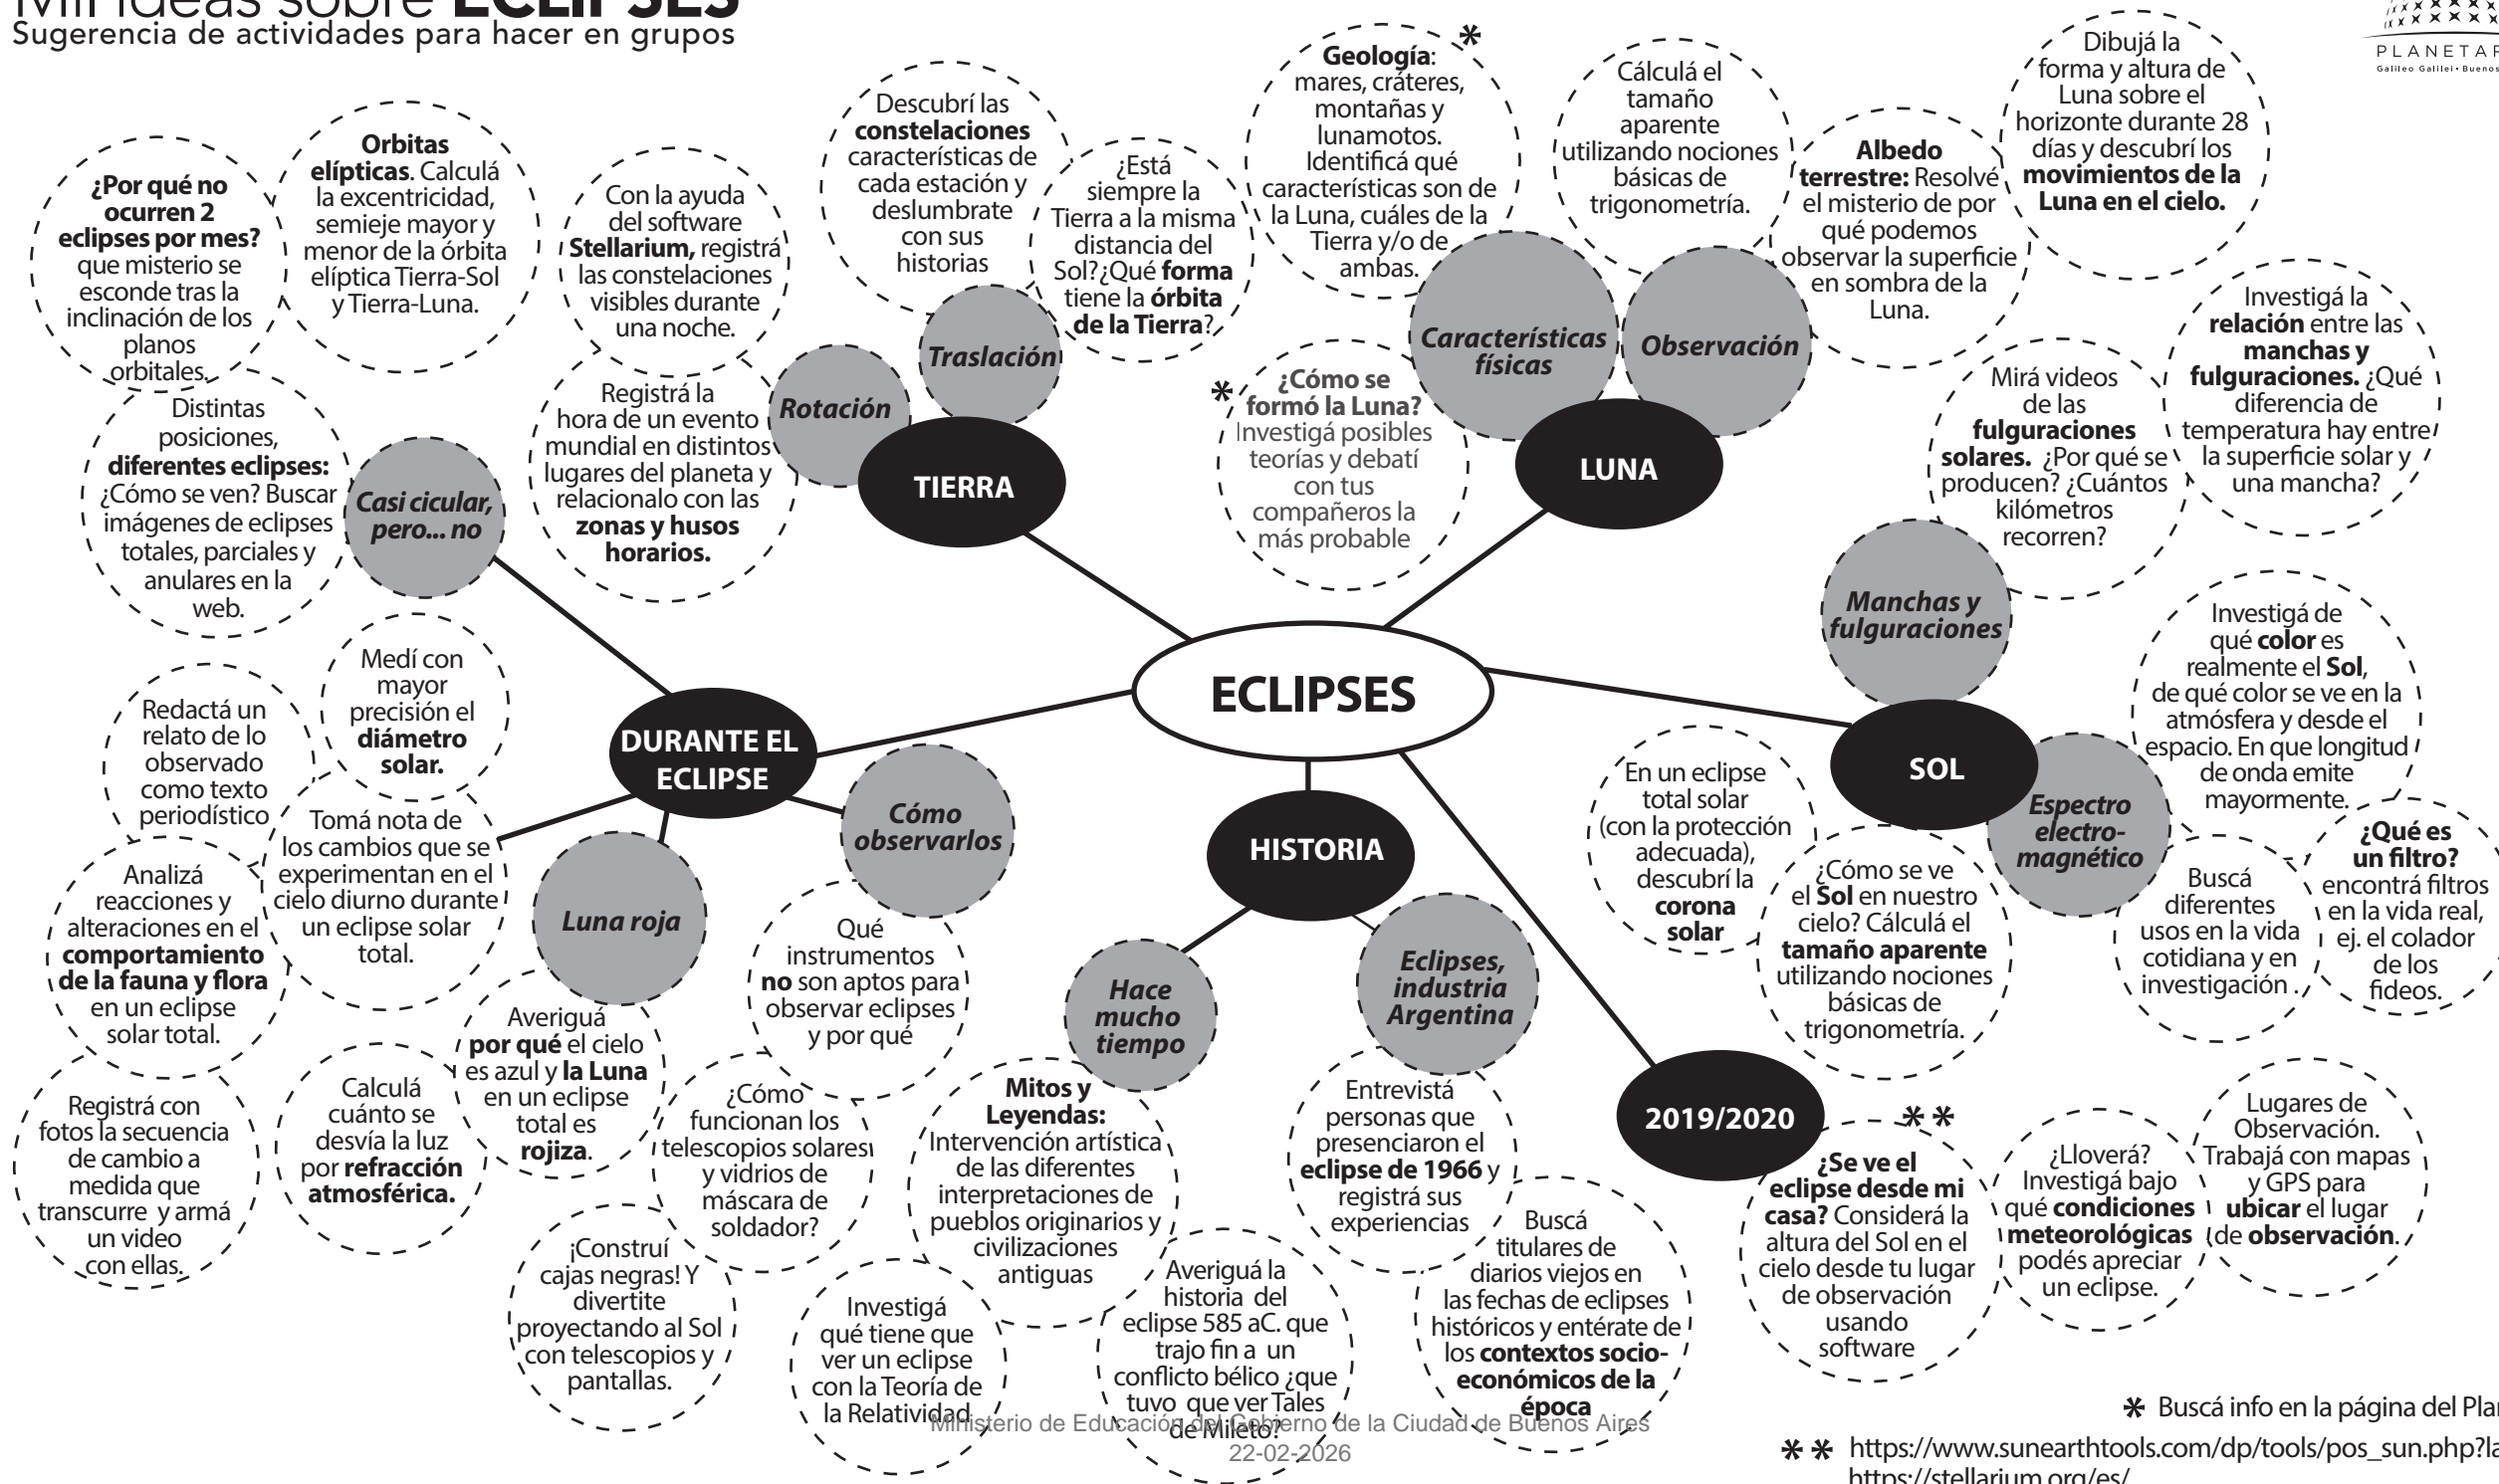 Mil ideas sobre ECLIPSES
Sugerencia de actividades para hacer en grupos
PLANETAR
Galileo Galilei • Buenos
¿Por qué no
ocurren 2
eclipses por mes?
que misterio se
esconde tras la
inclinación de los
planos
orbitales.
Orbitas
elípticas. Calculá
la excentricidad,
semieje mayor y
menor de la órbita
elíptica Tierra-Sol
y Tierra-Luna.
Distintas
posiciones,
diferentes eclipses:
¿Cómo se ven? Buscar
imágenes de eclipses
totales, parciales y
anulares en la
web.
Casi cicular,
pero... no
Con la ayuda
del software
Stellarium, registrá
las constelaciones
visibles durante
una noche.
Registrá la
hora de un evento
mundial en distintos
lugares del planeta y
relacionalo con las
zonas y husos
horarios.
Rotación
Descubrí las
constelaciones
características de
cada estación y
deslumbrate
con sus
historias
¿Está
siempre la
Tierra a la misma
distancia del
Sol?¿Qué forma
tiene la órbita
de la Tierra?
Traslación
TIERRA
*
Geología:
mares, cráteres,
montañas y
lunamotos.
Identificá qué
características son de
la Luna, cuáles de la
Tierra y/o de
ambas.
*
¿Cómo se
formó la Luna?
Investigá posibles
teorías y debatí
con tus
compañeros la
más probable
Características
físicas
Cálculá el
tamaño
aparente
utilizando nociones
básicas de
trigonometría.
Albedo
terrestre: Resolvé
el misterio de por
qué podemos
observar la superficie
en sombra de la
Luna.
Dibujá la
forma y altura de
Luna sobre el
horizonte durante 28
días y descubrí los
movimientos de la
Luna en el cielo.
Observación
LUNA
Investigá la
relación entre las
manchas y
fulguraciones. ¿Qué
diferencia de
temperatura hay entre
la superficie solar y
una mancha?
Mirá videos
de las
fulguraciones
solares. ¿Por qué se
producen? ¿Cuántos
kilómetros
recorren?
Manchas y
fulguraciones
ECLIPSES
SOL
Investigá de
qué color es
realmente el Sol,
de qué color se ve en la
atmósfera y desde el
espacio. En que longitud
de onda emite
mayormente.
Espectro
electro-
magnético
¿Qué es
un filtro?
encontrá filtros
en la vida real,
ej. el colador
de los
fideos.
Buscá
diferentes
usos en la vida
cotidiana y en
investigación .
En un eclipse
total solar
(con la protección
adecuada),
descubrí la
corona
solar
¿Cómo se ve
el Sol en nuestro
cielo? Cálculá el
tamaño aparente
utilizando nociones
básicas de
trigonometría.
DURANTE EL
ECLIPSE
Medí con
mayor
precisión el
diámetro
solar.
Redactá un
relato de lo
observado
como texto
periodístico
Tomá nota de
los cambios que se
experimentan en el
cielo diurno durante
un eclipse solar
total.
Analizá
reacciones y
alteraciones en el
comportamiento
de la fauna y flora
en un eclipse
solar total.
Registrá con
fotos la secuencia
de cambio a
medida que
transcurre y armá
un video
con ellas.
Luna roja
Averiguá
por qué el cielo
es azul y la Luna
en un eclipse
total es
rojiza.
Calculá
cuánto se
desvía la luz
por refracción
atmosférica.
Cómo
observarlos
Qué
instrumentos
no son aptos para
observar eclipses
y por qué
¿Cómo
funcionan los
telescopios solares
y vidrios de
máscara de
soldador?
¡Construí
cajas negras! Y
divertite
proyectando al Sol
con telescopios y
pantallas.
HISTORIA
Hace
mucho
tiempo
Mitos y
Leyendas:
Intervención artística
de las diferentes
interpretaciones de
pueblos originarios y
civilizaciones
antiguas
Investigá
qué tiene que
ver un eclipse
con la Teoría de
la Relatividad.
Averiguá la
historia del
eclipse 585 aC. que
trajo fin a un
conflicto bélico ¿que
tuvo que ver Tales
de Mileto?
Eclipses,
industria
Argentina
Entrevistá
personas que
presenciaron el
eclipse de 1966 y
registrá sus
experiencias
Buscá
titulares de
diarios viejos en
las fechas de eclipses
históricos y entérate de
los contextos socio-
económicos de la
época
2019/2020
**
¿Se ve el
eclipse desde mi
casa? Considerá la
altura del Sol en el
cielo desde tu lugar
de observación
usando
software
¿Lloverá?
Investigá bajo
qué condiciones
meteorológicas
podés apreciar
un eclipse.
Lugares de
Observación.
Trabajá con mapas
y GPS para
ubicar el lugar
de observación.
* Buscá info en la página del Plan
** https://www.sunearthtools.com/dp/tools/pos_sun.php?la
https://stellarium.org/es/
Ministerio de Educación del Gobierno de la Ciudad de Buenos Aires
22-02-2026